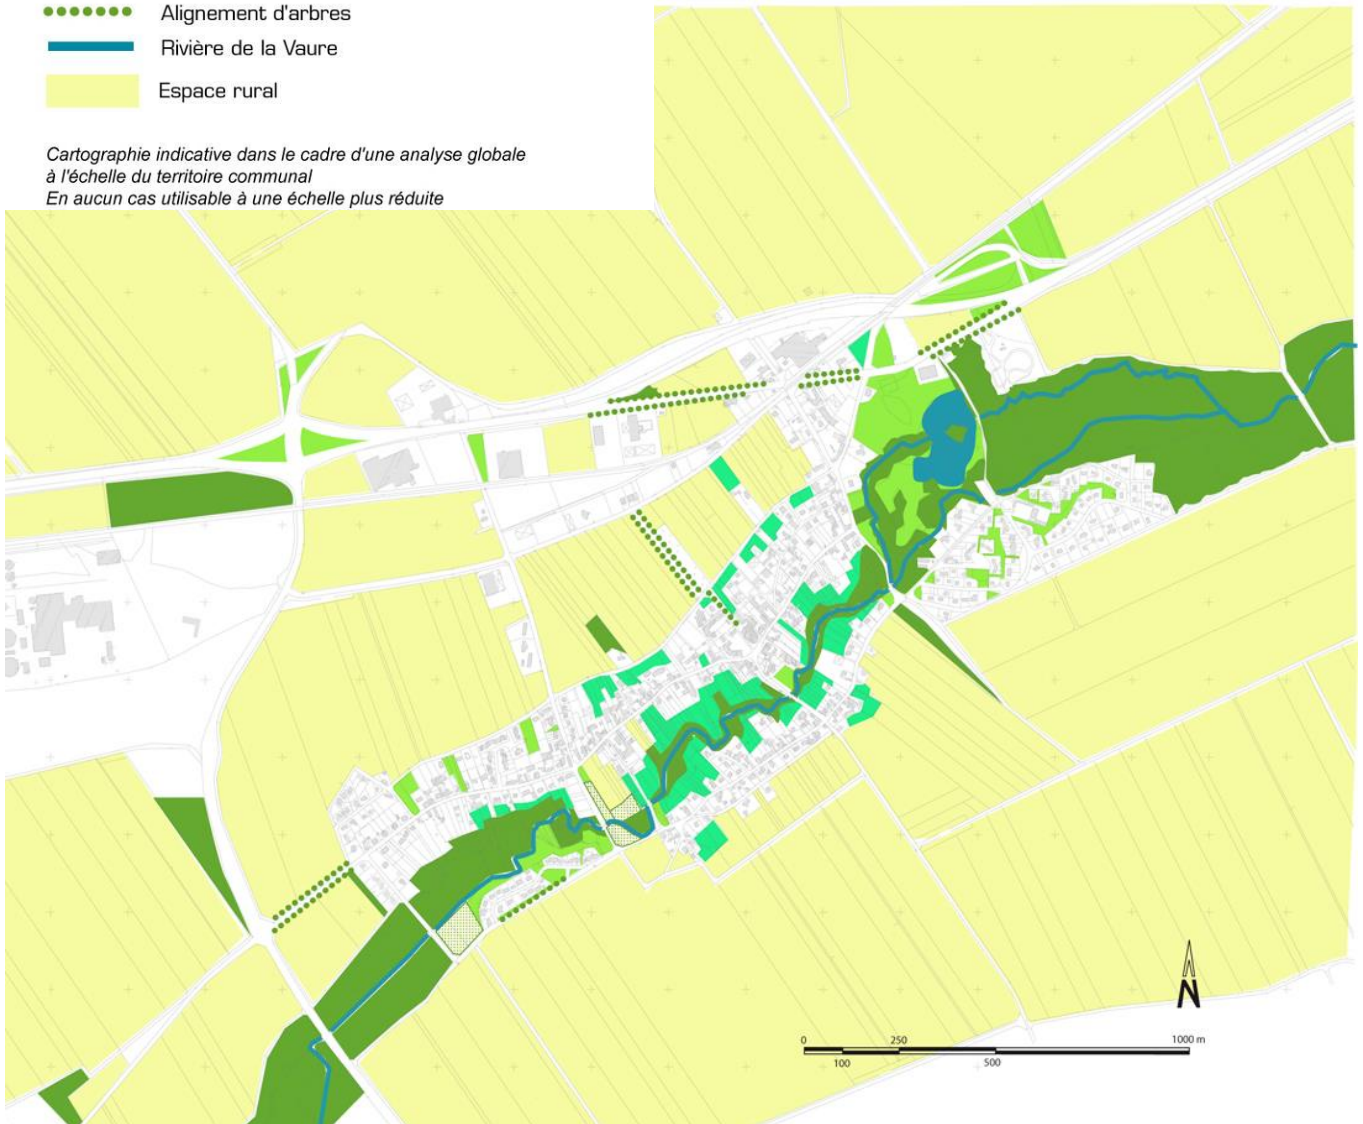 Alignement d'arbres
Rivière de la Vaure
Espace rural
Cartographie indicative dans le cadre d'une analyse globale
à l'échelle du territoire communal
En aucun cas utilisable à une échelle plus réduite
N
0 250 1000 m
100 500